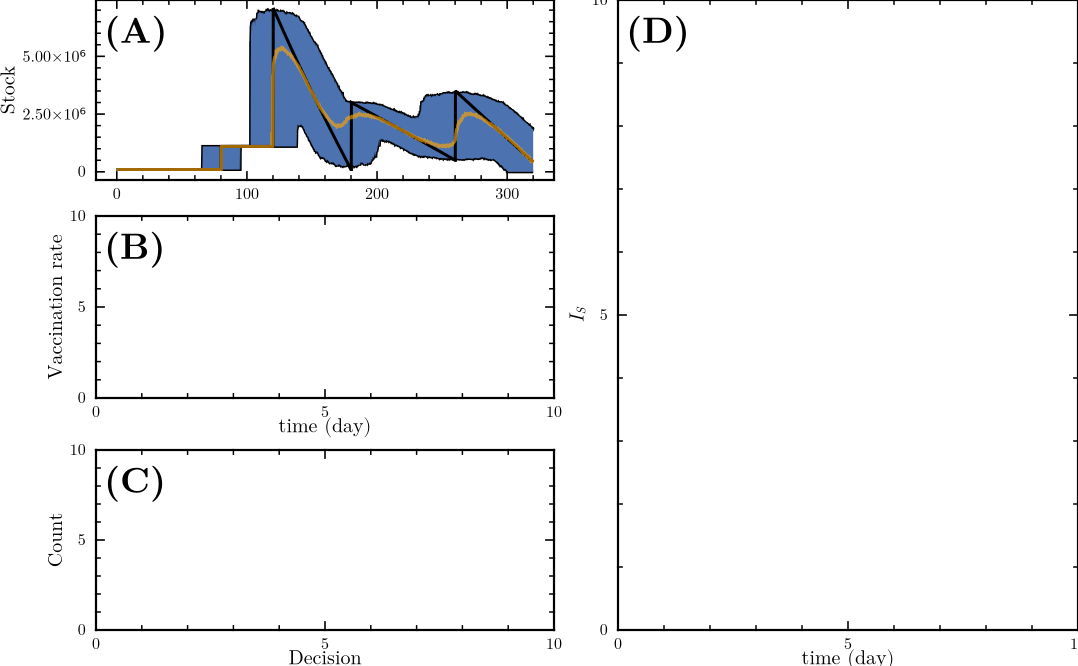 (A)
Stock
5.00×10⁶
2.50×10⁶
0
0 100 200 300
(B)
Vaccination rate
10
5
0
0 5 10
time (day)
(C)
Count
10
5
0
0 5 10
Decision
(D)
I_S
10
5
0
0 5 1
time (day)